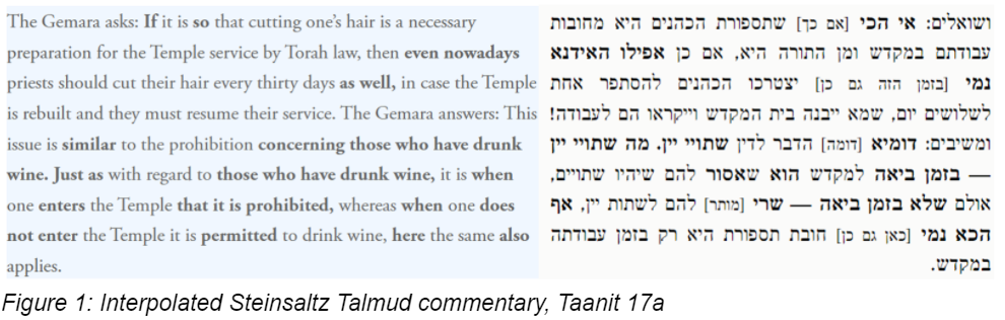 The Gemara asks: If it is so that cutting one's hair is a necessary
preparation for the Temple service by Torah law, then even nowadays
priests should cut their hair every thirty days as well, in case the Temple
is rebuilt and they must resume their service. The Gemara answers: This
issue is similar to the prohibition concerning those who have drunk
wine. Just as with regard to those who have drunk wine, it is when
one enters the Temple that it is prohibited, whereas when one does
not enter the Temple it is permitted to drink wine, here the same also
applies.
ושואלים: אי הכי [אם כך] שתספורת הכהנים היא מחובות
עבודתם במקדש ומן התורה היא, אם כן אפילו האידנא
נמי [בזמן הזה גם כן] יצטרכו הכהנים להסתפר אחת
לשלושים יום, שמא ייבנה בית המקדש וייקראו הם לעבודה!
ומשיבים: דומיא [דומה] הדבר לדין שתויי יין. מה שתויי יין
— בזמן ביאה למקדש הוא שאסור להם שיהיו שתויים,
אולם שלא בזמן ביאה — שרי [מותר] להם לשתות יין, אף
הכא נמי [כאן גם כן] חובת תספורת היא רק בזמן עבודתה
במקדש.
Figure 1: Interpolated Steinsaltz Talmud commentary, Taanit 17a